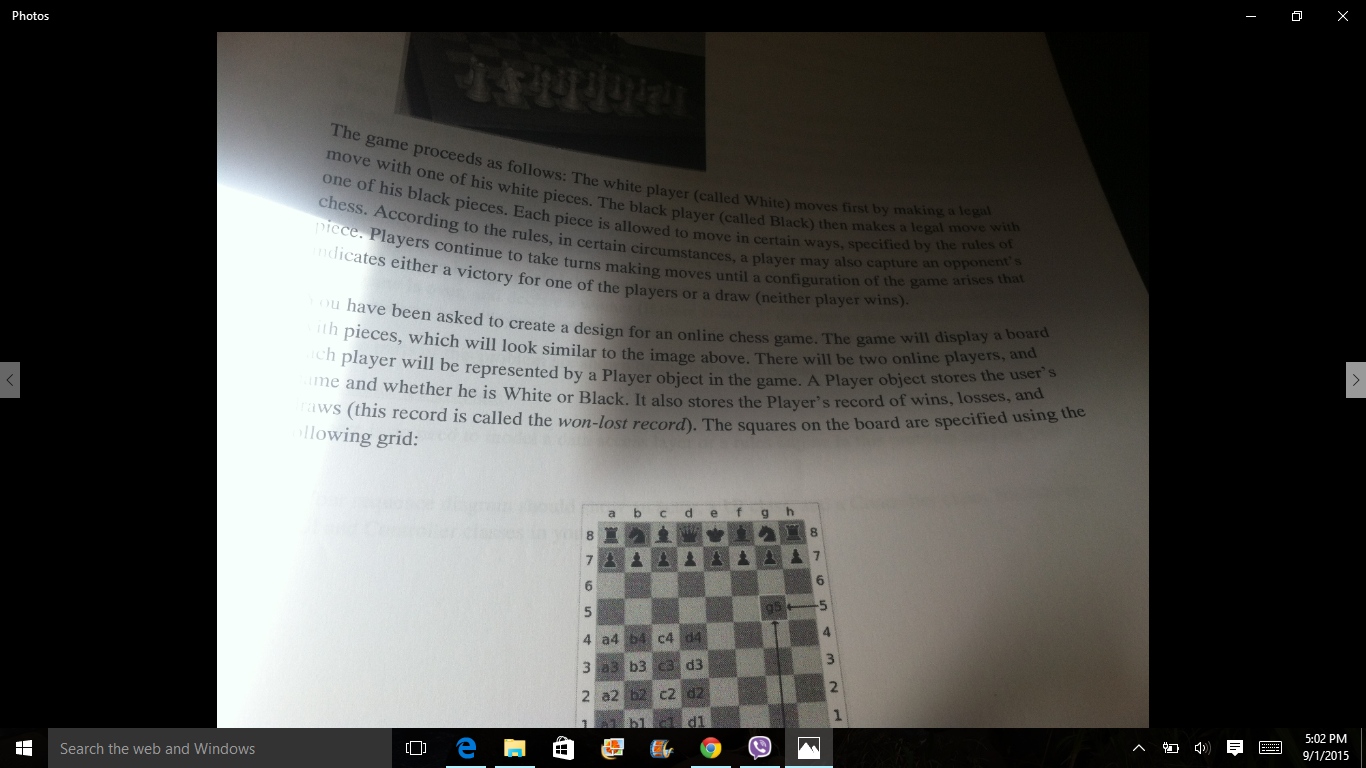 Photos
The game proceeds as follows: The white player (called White) moves first by making a legal
move with one of his white pieces. The black player (called Black) then makes a legal move with
one of his black pieces. Each piece is allowed to move in certain ways, specified by the rules of
chess. According to the rules, in certain circumstances, a player may also capture an opponent's
piece. Players continue to take turns making moves until a configuration of the game arises that
indicates either a victory for one of the players or a draw (neither player wins).
ou have been asked to create a design for an online chess game. The game will display a board
ith pieces, which will look similar to the image above. There will be two online players, and
ch player will be represented by a Player object in the game. A Player object stores the user's
ame and whether he is White or Black. It also stores the Player's record of wins, losses, and
raws (this record is called the won-lost record). The squares on the board are specified using the
llowing grid:
a b c d e f g h
8 8
7 7
6 6
5 g5 5
4 a4 b4 c4 d4 4
3 a3 b3 c3 d3 3
2 a2 b2 c2 d2 2
1 a1 b1 c1 d1 1
Search the web and Windows
5:02 PM
9/1/2015